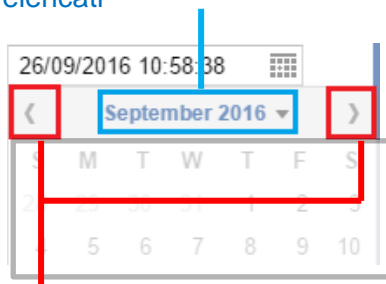 elencati
26/09/2016 10:58:38
September 2016
S M T W T F S
28 29 30 31 1 2 3
4 5 6 7 8 9 10